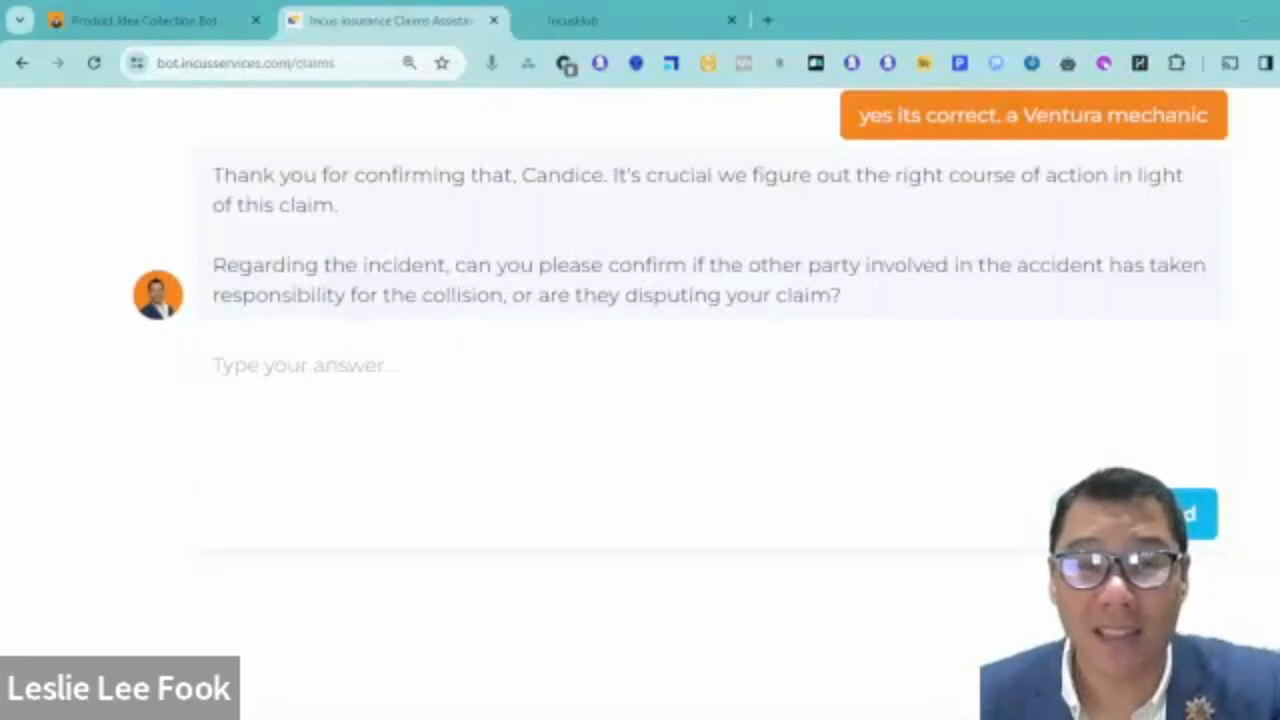 Product Idea Collection Bot
Incus insurance Claims Assista
IncusHub
bot.incusservices.com/claims
yes its correct, a Ventura mechanic
Thank you for confirming that, Candice. It's crucial we figure out the right course of action in light
of this claim.
Regarding the incident, can you please confirm if the other party involved in the accident has taken
responsibility for the collision, or are they disputing your claim?
Type your answer...
d
Leslie Lee Fook